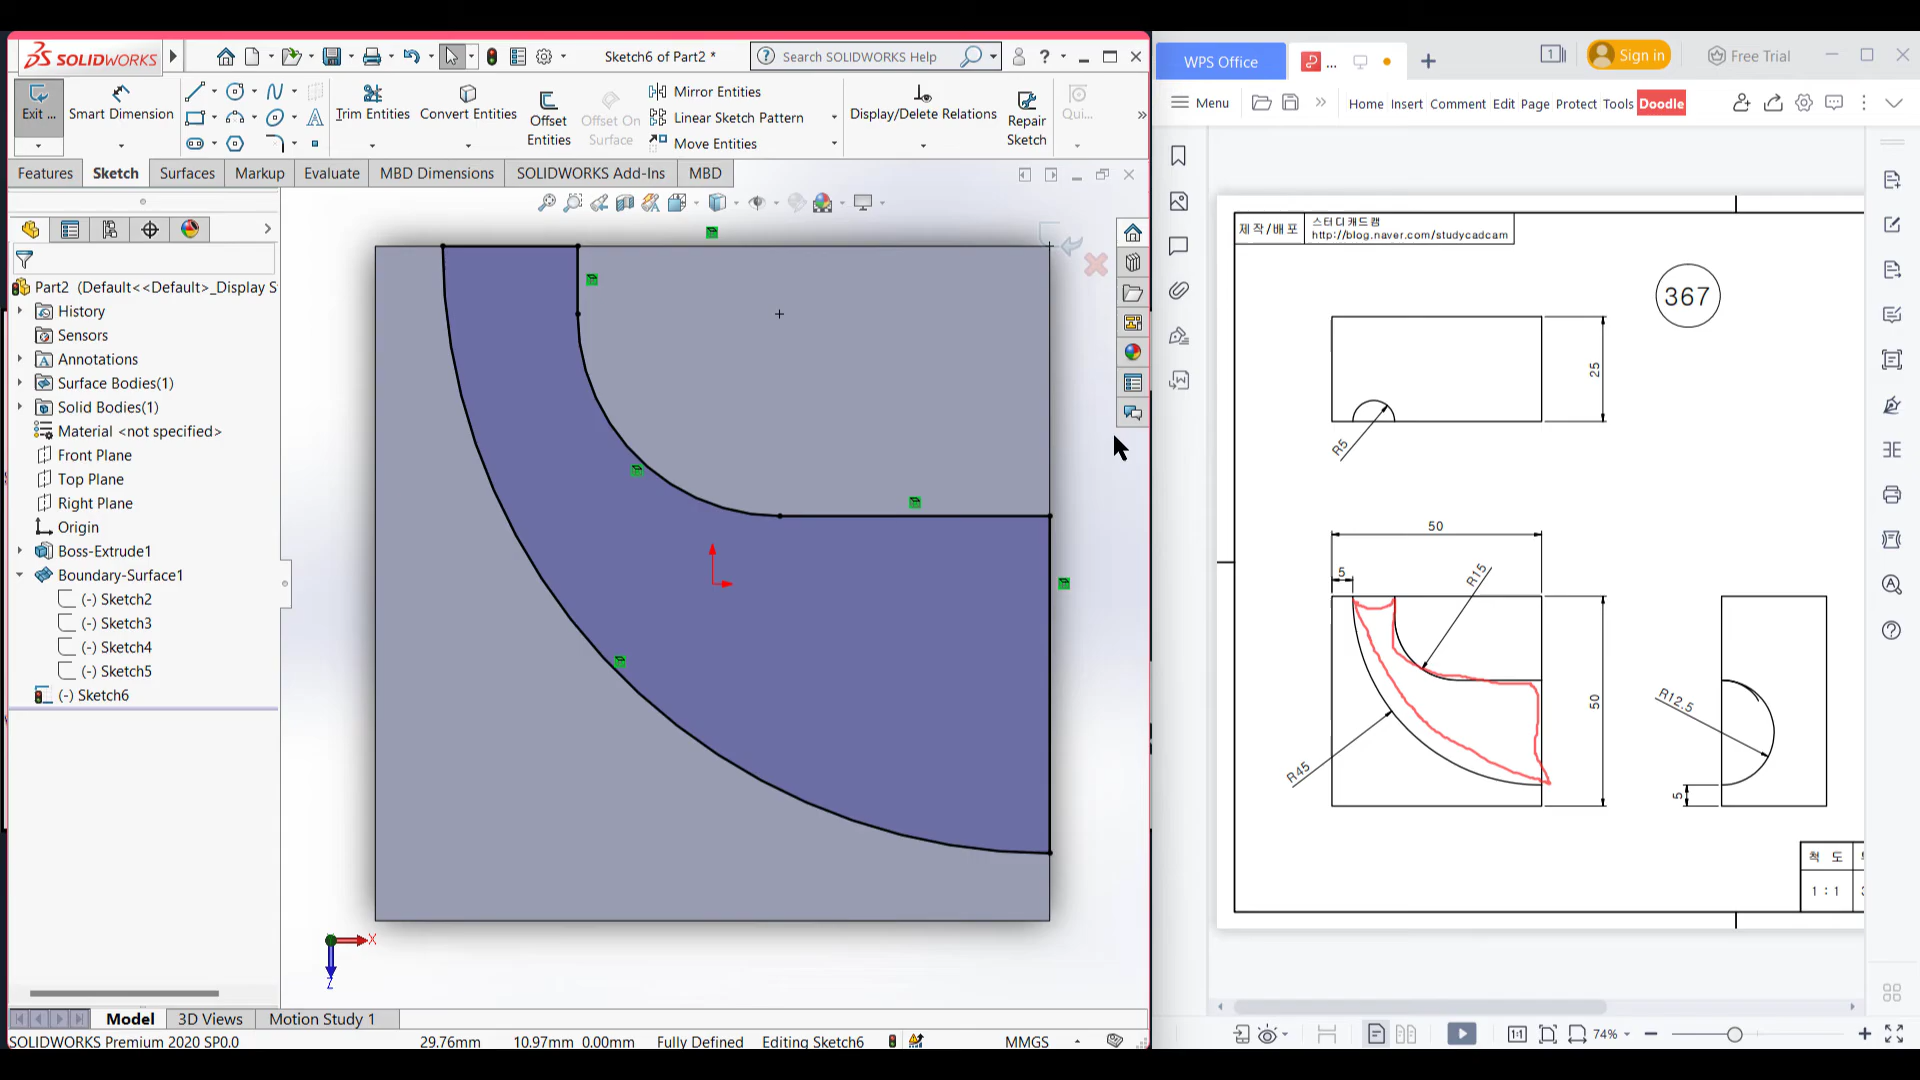 SOLIDWORKS
Sketch6 of Part2 *
Search SOLIDWORKS Help
Exit ...
Smart Dimension
Trim Entities
Convert Entities
Offset Entities
Offset On Surface
Mirror Entities
Linear Sketch Pattern
Move Entities
Display/Delete Relations
Repair Sketch
Qui...
Features
Sketch
Surfaces
Markup
Evaluate
MBD Dimensions
SOLIDWORKS Add-Ins
MBD
Part2 (Default<<Default>_Display S
History
Sensors
Annotations
Surface Bodies(1)
Solid Bodies(1)
Material <not specified>
Front Plane
Top Plane
Right Plane
Origin
Boss-Extrude1
Boundary-Surface1
(-) Sketch2
(-) Sketch3
(-) Sketch4
(-) Sketch5
(-) Sketch6
X
Z
Model
3D Views
Motion Study 1
SOLIDWORKS Premium 2020 SP0.0
29.76mm
10.97mm
0.00mm
Fully Defined
Editing Sketch6
MMGS
WPS Office
...
Sign in
Free Trial
Menu
Home
Insert
Comment
Edit
Page
Protect
Tools
Doodle
제작/배포
스터디캐드캠
http://blog.naver.com/studycadcam
367
25
R5
50
5
R15
50
R45
R12.5
5
척 도
1 : 1
74%